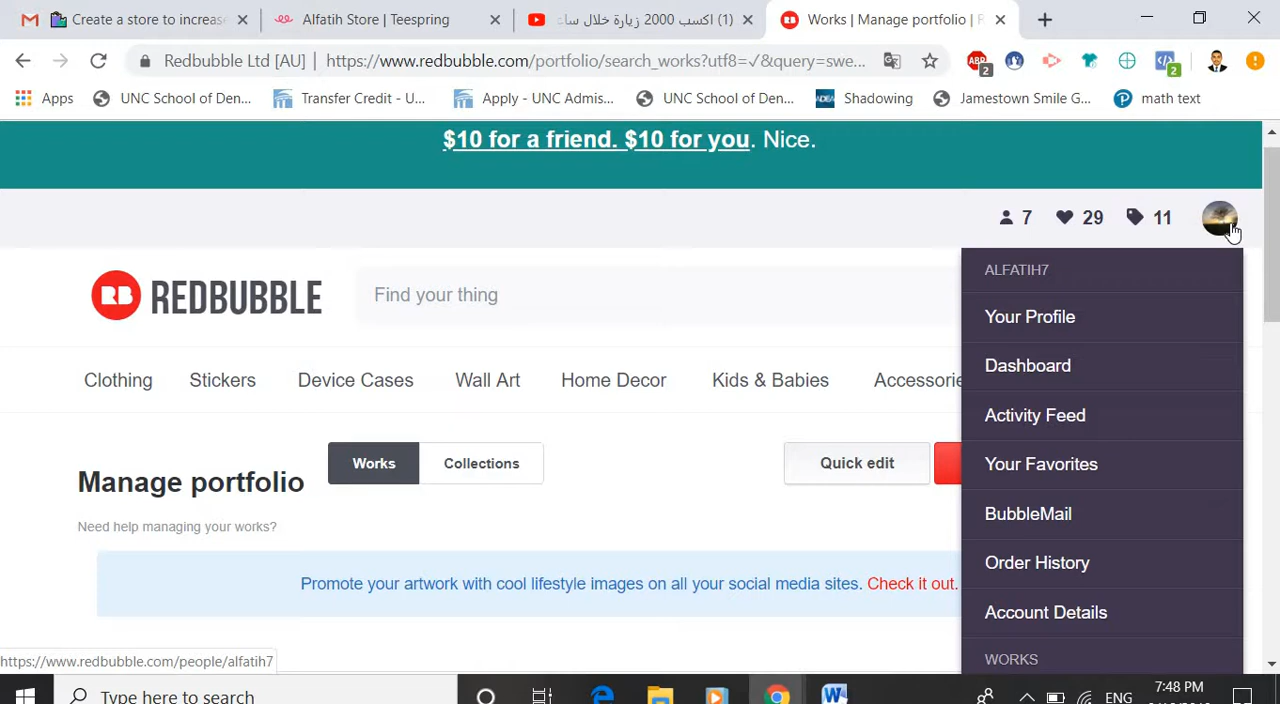 Create a store to increas
Alfatih Store | Teespring
(1) اكسب 2000 زيارة خلال ساع
Works | Manage portfolio |
Redbubble Ltd [AU] | https://www.redbubble.com/portfolio/search_works?utf8=✓&query=swe...
ABP
2
2
Apps
UNC School of Den...
Transfer Credit - U...
Apply - UNC Admis...
UNC School of Den...
ADEA
Shadowing
Jamestown Smile G...
math text
$10 for a friend. $10 for you. Nice.
7
29
11
RB REDBUBBLE
Find your thing
ALFATIH7
Your Profile
Dashboard
Activity Feed
Your Favorites
BubbleMail
Order History
Account Details
WORKS
Clothing
Stickers
Device Cases
Wall Art
Home Decor
Kids & Babies
Accessorie
Manage portfolio
Works
Collections
Quick edit
Need help managing your works?
Promote your artwork with cool lifestyle images on all your social media sites. Check it out.
https://www.redbubble.com/people/alfatih7
Type here to search
ENG
7:48 PM